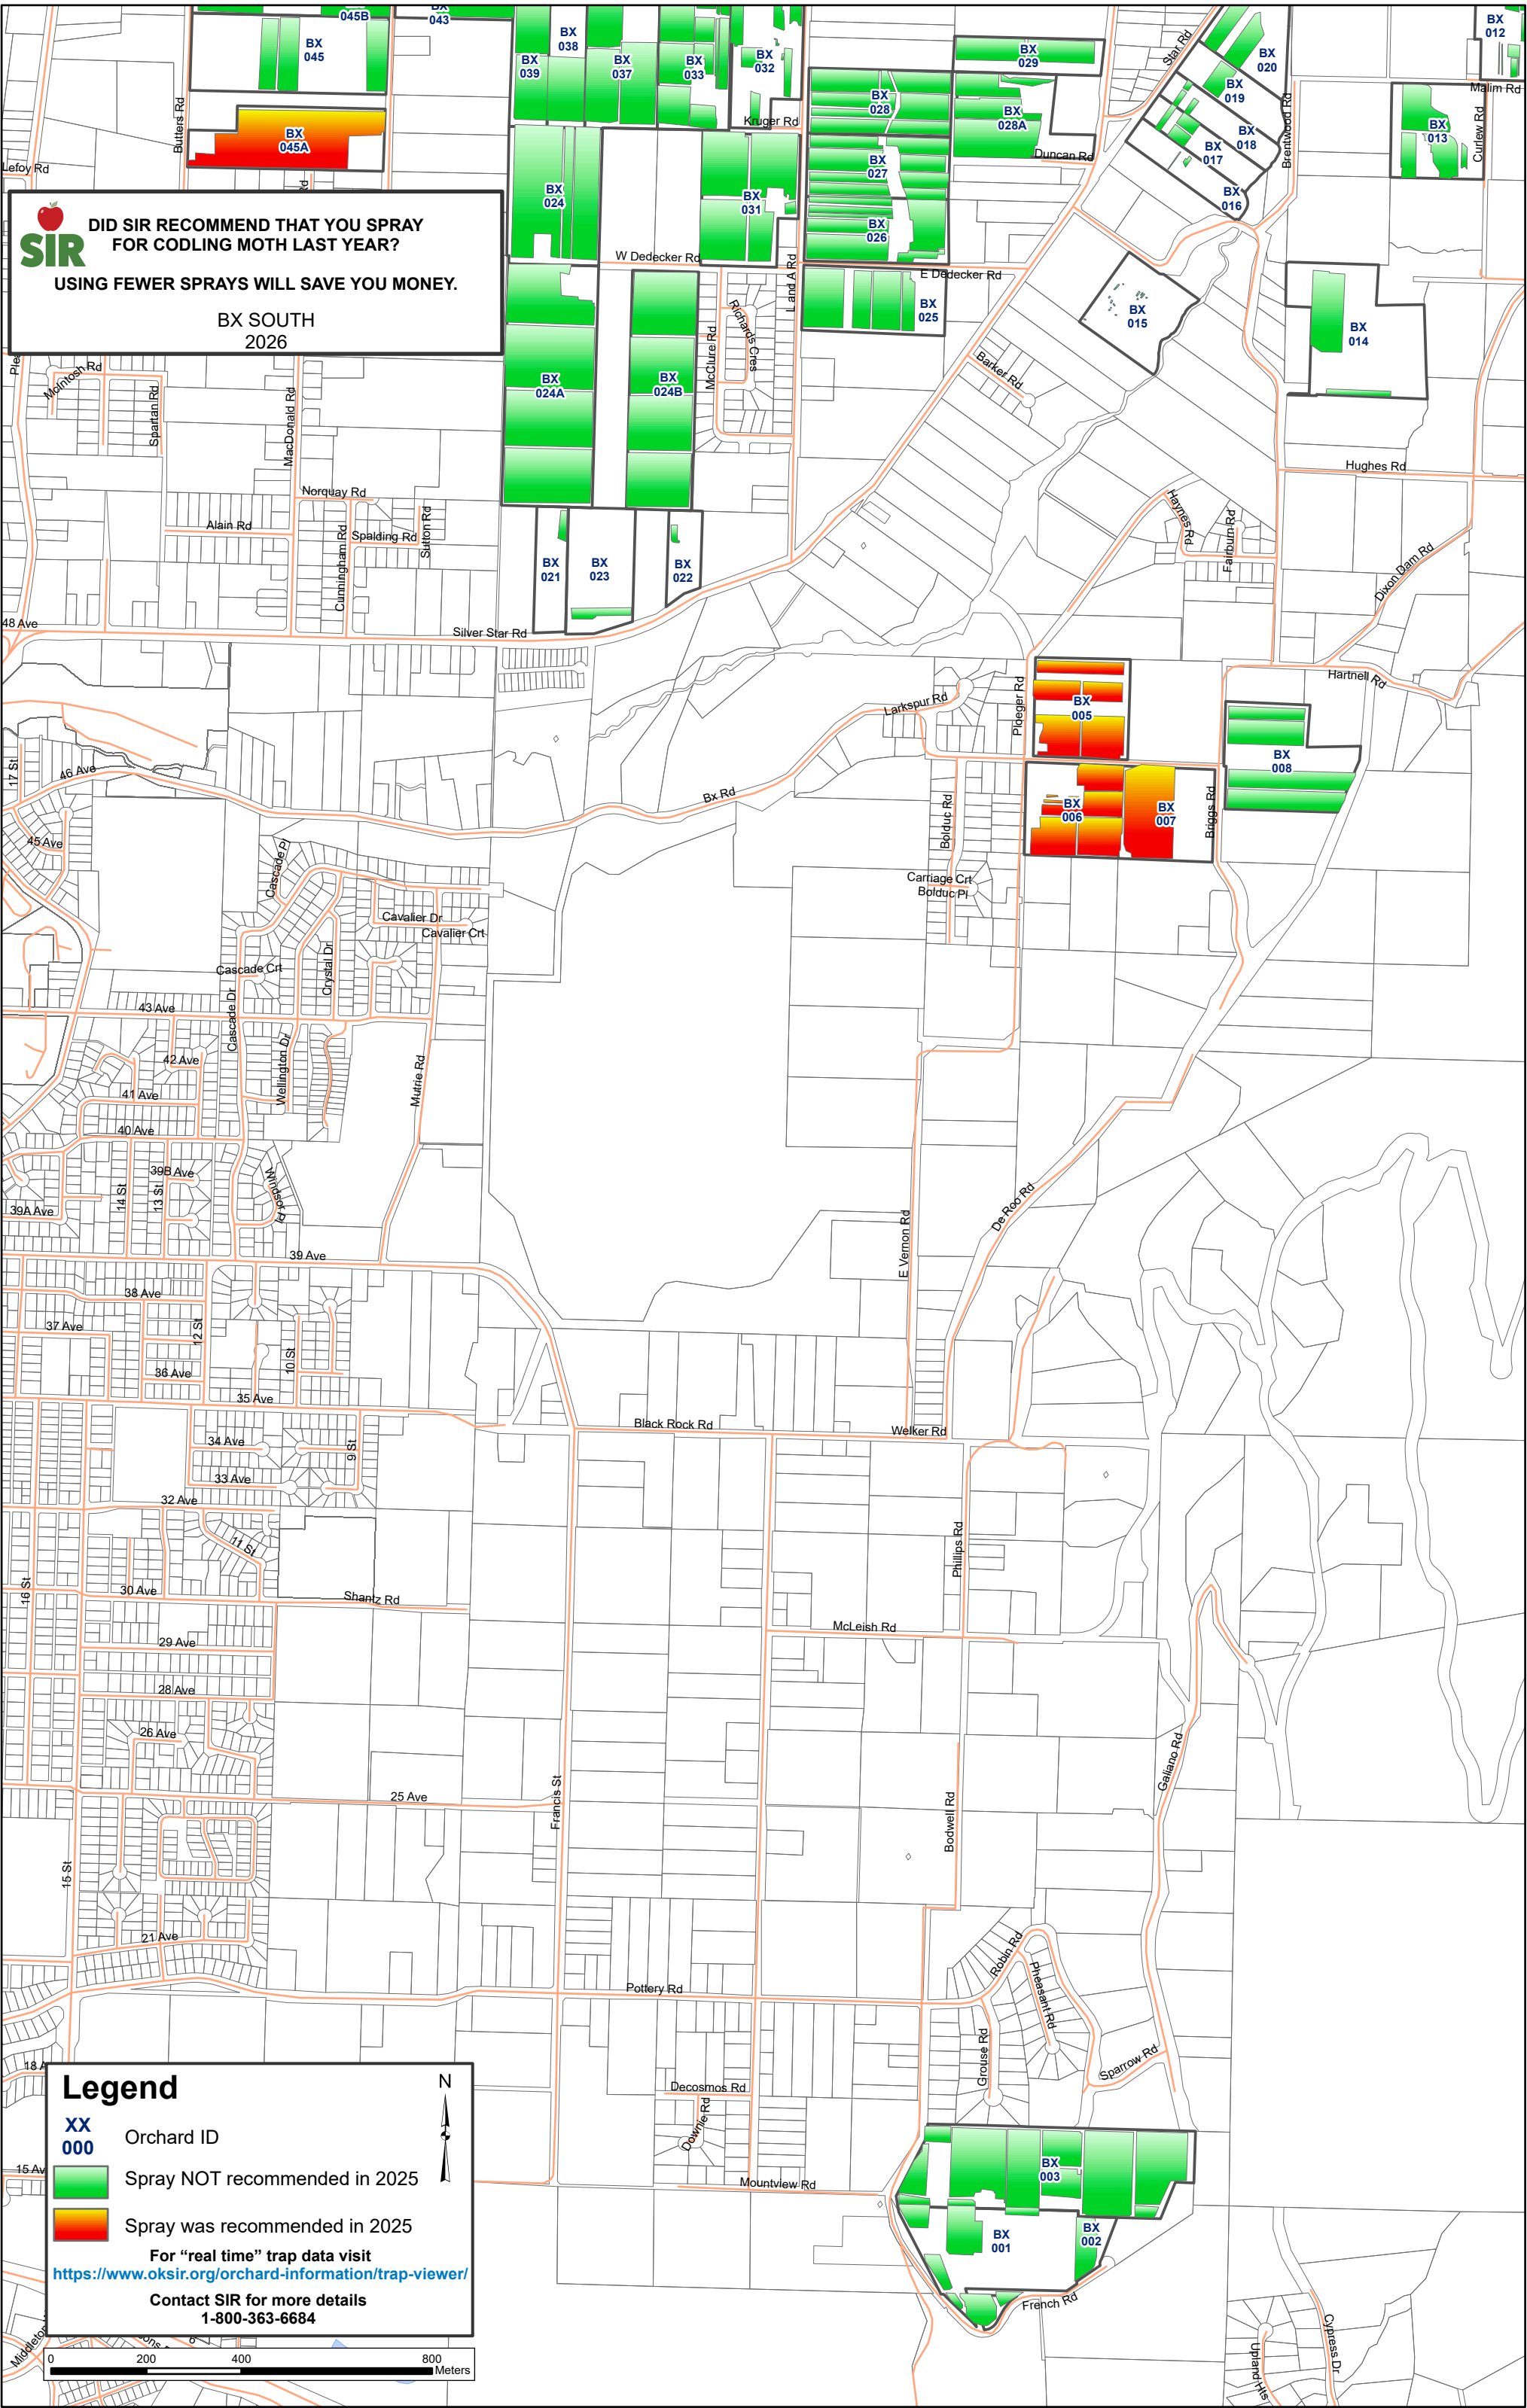 BX
045B
BX
043
BX
045
BX
039
BX
038
BX
037
BX
033
BX
032
BX
029
BX
020
BX
012
BX
019
BX
018
BX
017
BX
016
BX
013
BX
028
BX
028A
BX
027
BX
026
BX
031
BX
024
BX
045A
Star Rd
Malim Rd
Curlew Rd
Brentwood Rd
Kruger Rd
Duncan Rd
Butters Rd
Lefoy Rd
Rd
SIR
DID SIR RECOMMEND THAT YOU SPRAY
FOR CODLING MOTH LAST YEAR?
USING FEWER SPRAYS WILL SAVE YOU MONEY.
BX SOUTH
2026
W Dedecker Rd
E Dedecker Rd
L and A Rd
Richards Cres
McClure Rd
BX
025
BX
015
BX
014
BX
024A
BX
024B
Barker Rd
McIntosh Rd
Spartan Rd
MacDonald Rd
Norquay Rd
Alain Rd
Spalding Rd
Sutton Rd
Cunningham Rd
BX
021
BX
023
BX
022
Hughes Rd
Haynes Rd
Fairburn Rd
Dixon Dam Rd
48 Ave
Silver Star Rd
Hartnell Rd
Larkspur Rd
Ploeger Rd
BX
005
BX
008
BX
006
BX
007
Briggs Rd
17 St
46 Ave
Bx Rd
Bolduc Rd
45 Ave
Cascade Pl
Carriage Crt
Bolduc Pl
Cavalier Dr
Cavalier Crt
Cascade Crt
Crystal Dr
Cascade Dr
43 Ave
42 Ave
Wellington Dr
Mutrie Rd
41 Ave
40 Ave
39B Ave
14 St
13 St
Windsor Pl
39A Ave
39 Ave
E Vernon Rd
De Roo Rd
38 Ave
37 Ave
12 St
10 St
36 Ave
35 Ave
Black Rock Rd
Welker Rd
34 Ave
9 St
33 Ave
32 Ave
11 St
16 St
30 Ave
Shantz Rd
Phillips Rd
McLeish Rd
29 Ave
28 Ave
26 Ave
Galiano Rd
25 Ave
Francis St
Bodwell Rd
15 St
21 Ave
Robin Rd
Pheasant Rd
Pottery Rd
Grouse Rd
Sparrow Rd
Decosmos Rd
Downie Rd
Mountview Rd
BX
003
BX
001
BX
002
French Rd
Upland Hts
Cypress Dr
18 A
15 Av
Legend
N
XX
000
Orchard ID
Spray NOT recommended in 2025
Spray was recommended in 2025
For “real time” trap data visit
https://www.oksir.org/orchard-information/trap-viewer/
Contact SIR for more details
1-800-363-6684
0 200 400 800
Meters